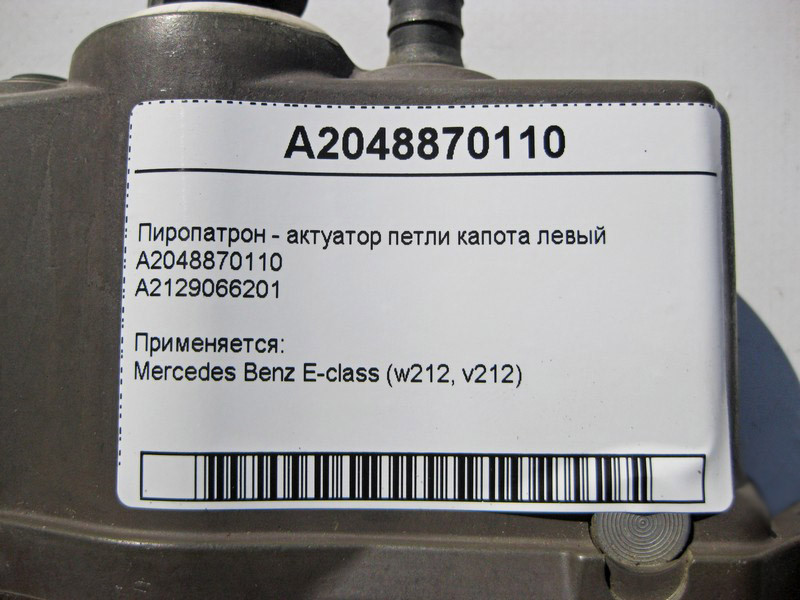 A2048870110
Пиропатрон - актуатор петли капота левый
A2048870110
A2129066201
Применяется:
Mercedes Benz E-class (w212, v212)